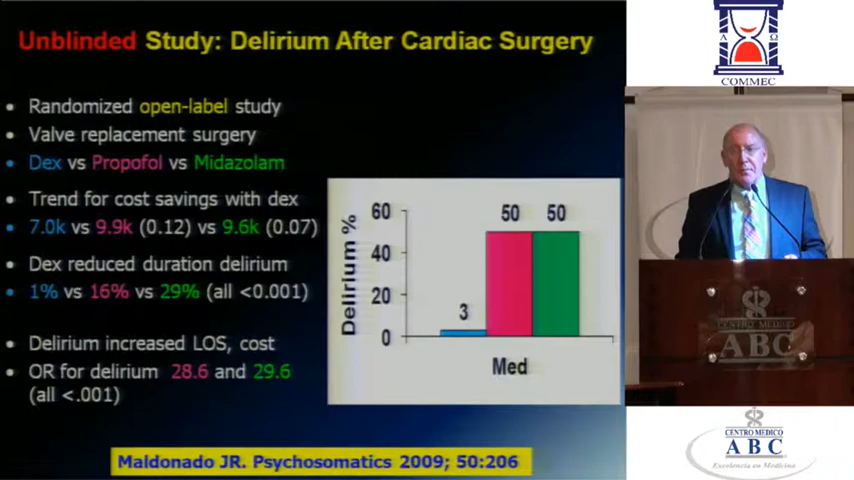 Unblinded Study: Delirium After Cardiac Surgery
• Randomized open-label study
• Valve replacement surgery
• Dex vs Propofol vs Midazolam
• Trend for cost savings with dex
• 7.0k vs 9.9k (0.12) vs 9.6k (0.07)
• Dex reduced duration delirium
• 1% vs 16% vs 29% (all <0.001)
• Delirium increased LOS, cost
• OR for delirium 28.6 and 29.6
(all <.001)
Delirium %
60
40
20
0
3
50
50
Med
Maldonado JR. Psychosomatics 2009; 50:206
Α Ω
COMMEC
CENTRO MEDICO
ABC
CENTRO MEDICO
ABC
Excelencia en Medicina